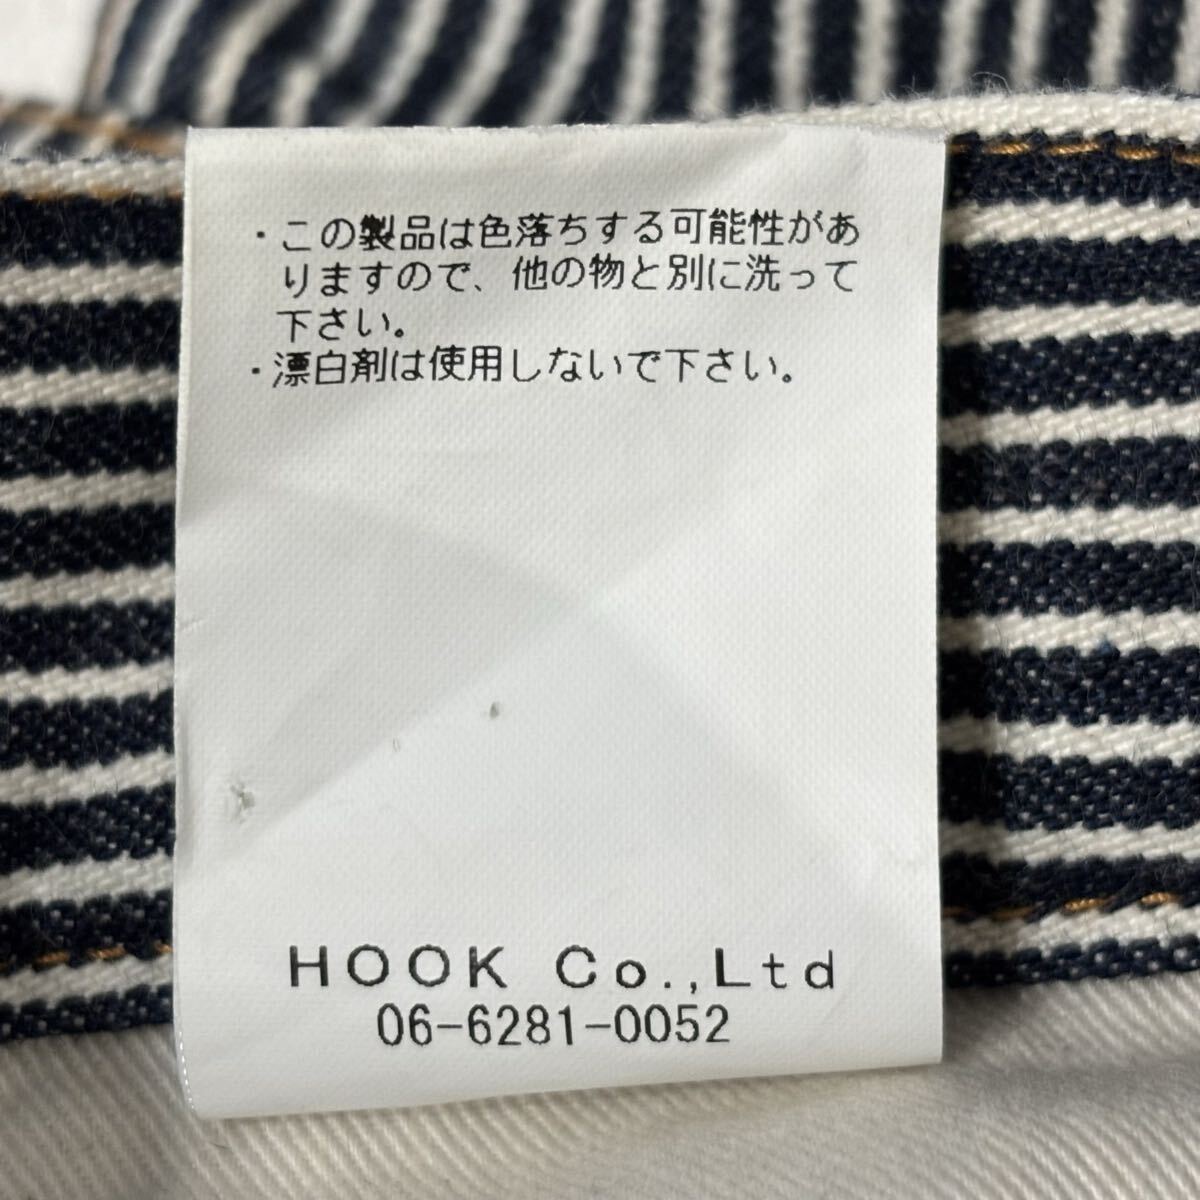 ・この製品は色落ちする可能性があ
りますので、他の物と別に洗って
下さい。
・漂白剤は使用しないで下さい。
HOOK Co.,Ltd
06-6281-0052